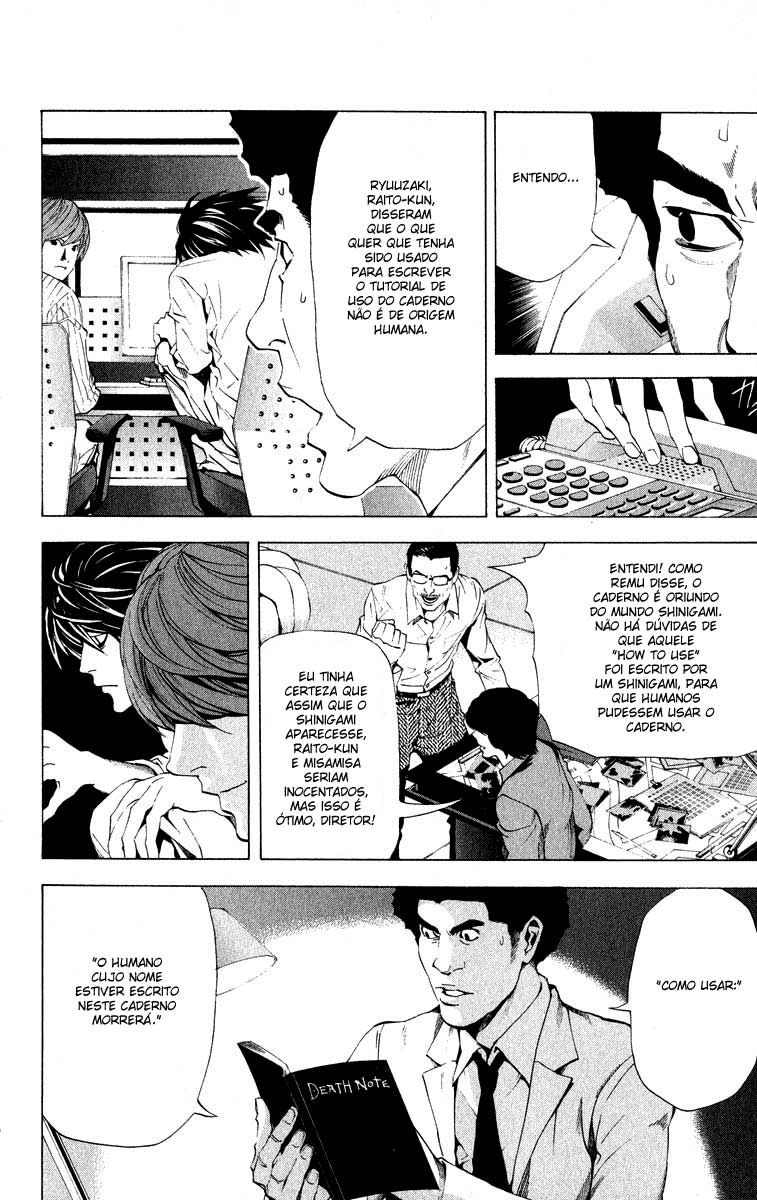 ENTENDO...
RYUUZAKI,
RAITO-KUN,
DISSERAM
QUE O QUE
QUER QUE TENHA
SIDO USADO
PARA ESCREVER
O TUTORIAL DE
USO DO CADERNO
NÃO É DE ORIGEM
HUMANA.
ENTENDI! COMO
REMU DISSE, O
CADERNO É ORIUNDO
DO MUNDO SHINIGAMI.
NÃO HÁ DÚVIDAS DE
QUE AQUELE
"HOW TO USE"
FOI ESCRITO POR
UM SHINIGAMI, PARA
QUE HUMANOS
PUDESSEM USAR O
CADERNO.
EU TINHA
CERTEZA QUE
ASSIM QUE O
SHINIGAMI
APARECESSE,
RAITO-KUN
E MISAMISA
SERIAM
INOCENTADOS,
MAS ISSO É
ÓTIMO, DIRETOR!
"COMO USAR:"
"O HUMANO
CUJO NOME
ESTIVER ESCRITO
NESTE CADERNO
MORRERÁ."
DEATH NOTE